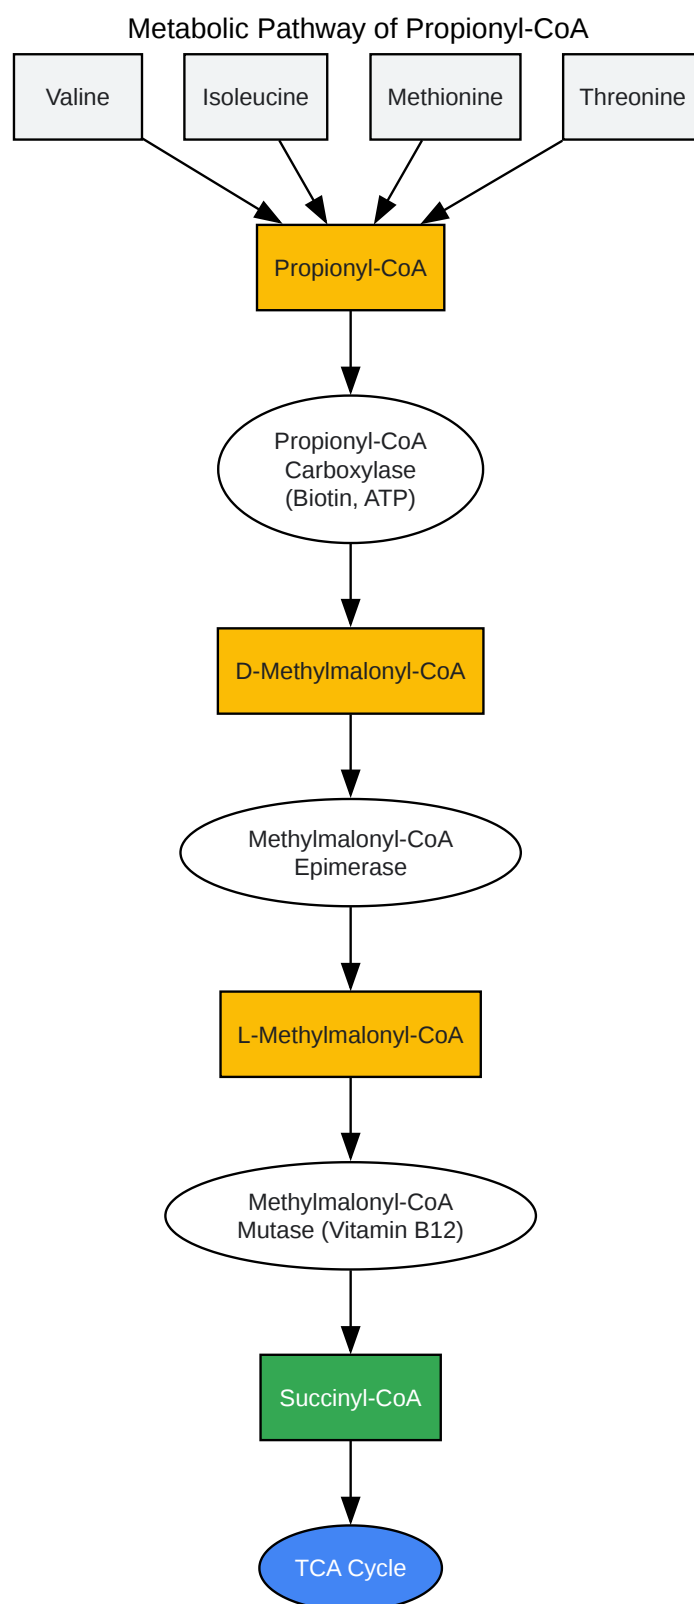 Metabolic Pathway of Propionyl-CoA
Valine
Isoleucine
Methionine
Threonine
Propionyl-CoA
Propionyl-CoA
Carboxylase
(Biotin, ATP)
D-Methylmalonyl-CoA
Methylmalonyl-CoA
Epimerase
L-Methylmalonyl-CoA
Methylmalonyl-CoA
Mutase (Vitamin B12)
Succinyl-CoA
TCA Cycle